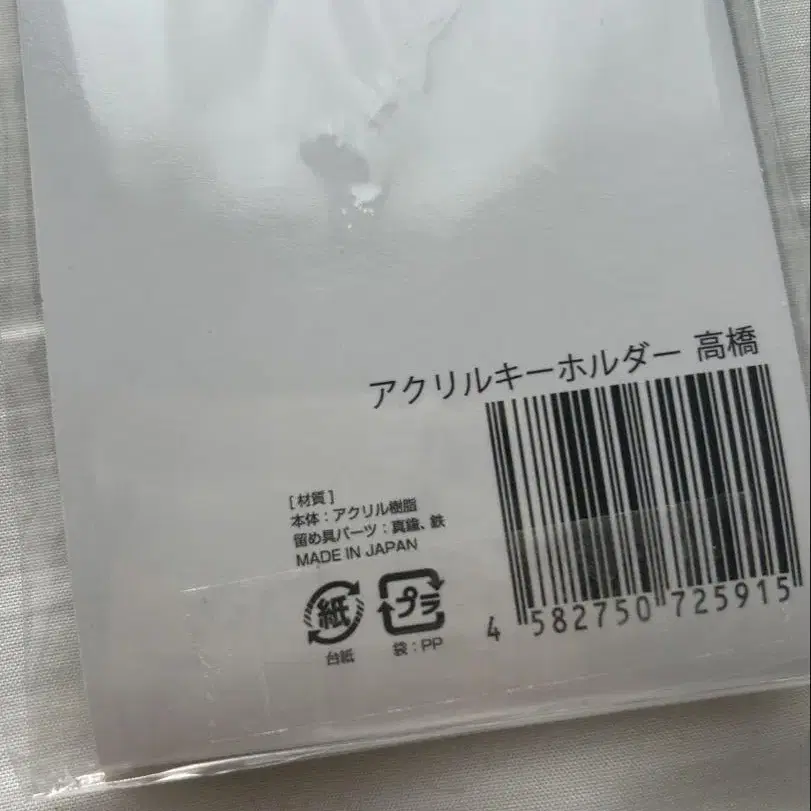 アクリルキーホルダー 高橋
[材質]
本体：アクリル樹脂
留め具パーツ：真鍮、鉄
MADE IN JAPAN
紙
台紙
プラ
袋：PP
4 582750 725915